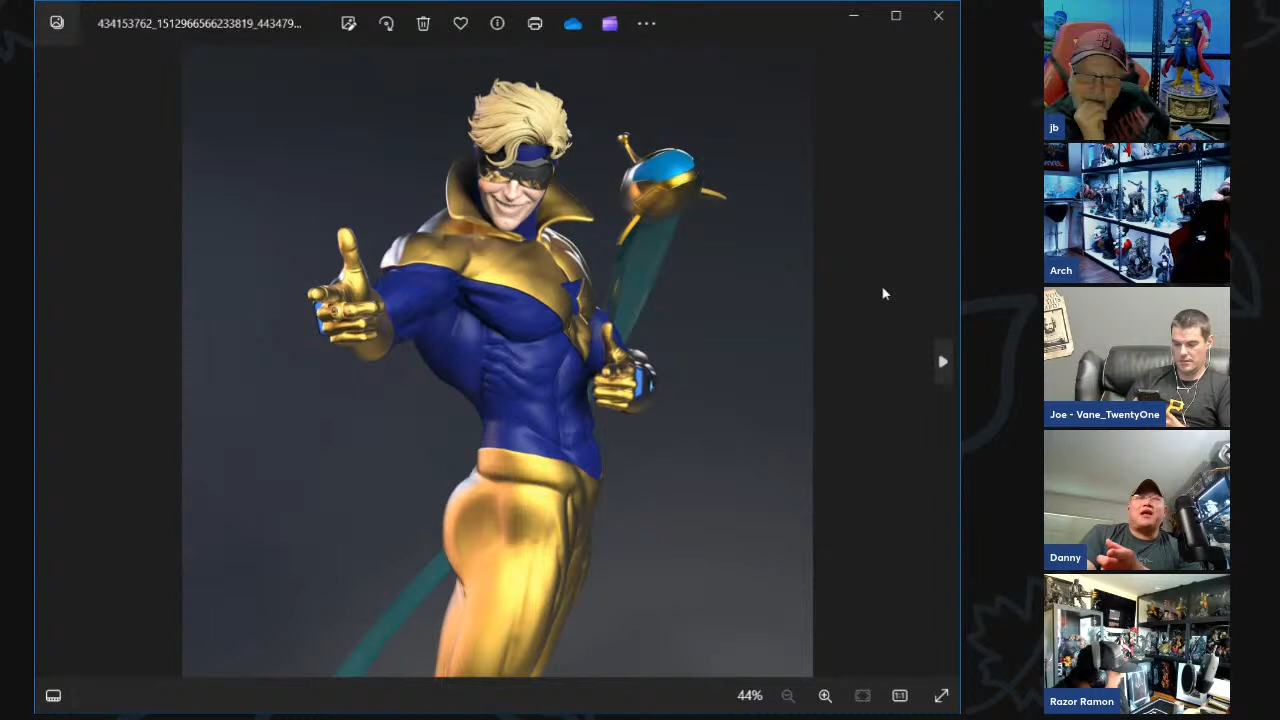 434153762_1512966566233819_443479...
jb
Arch
Joe - Vane_TwentyOne
Danny
44%
Razor Ramon